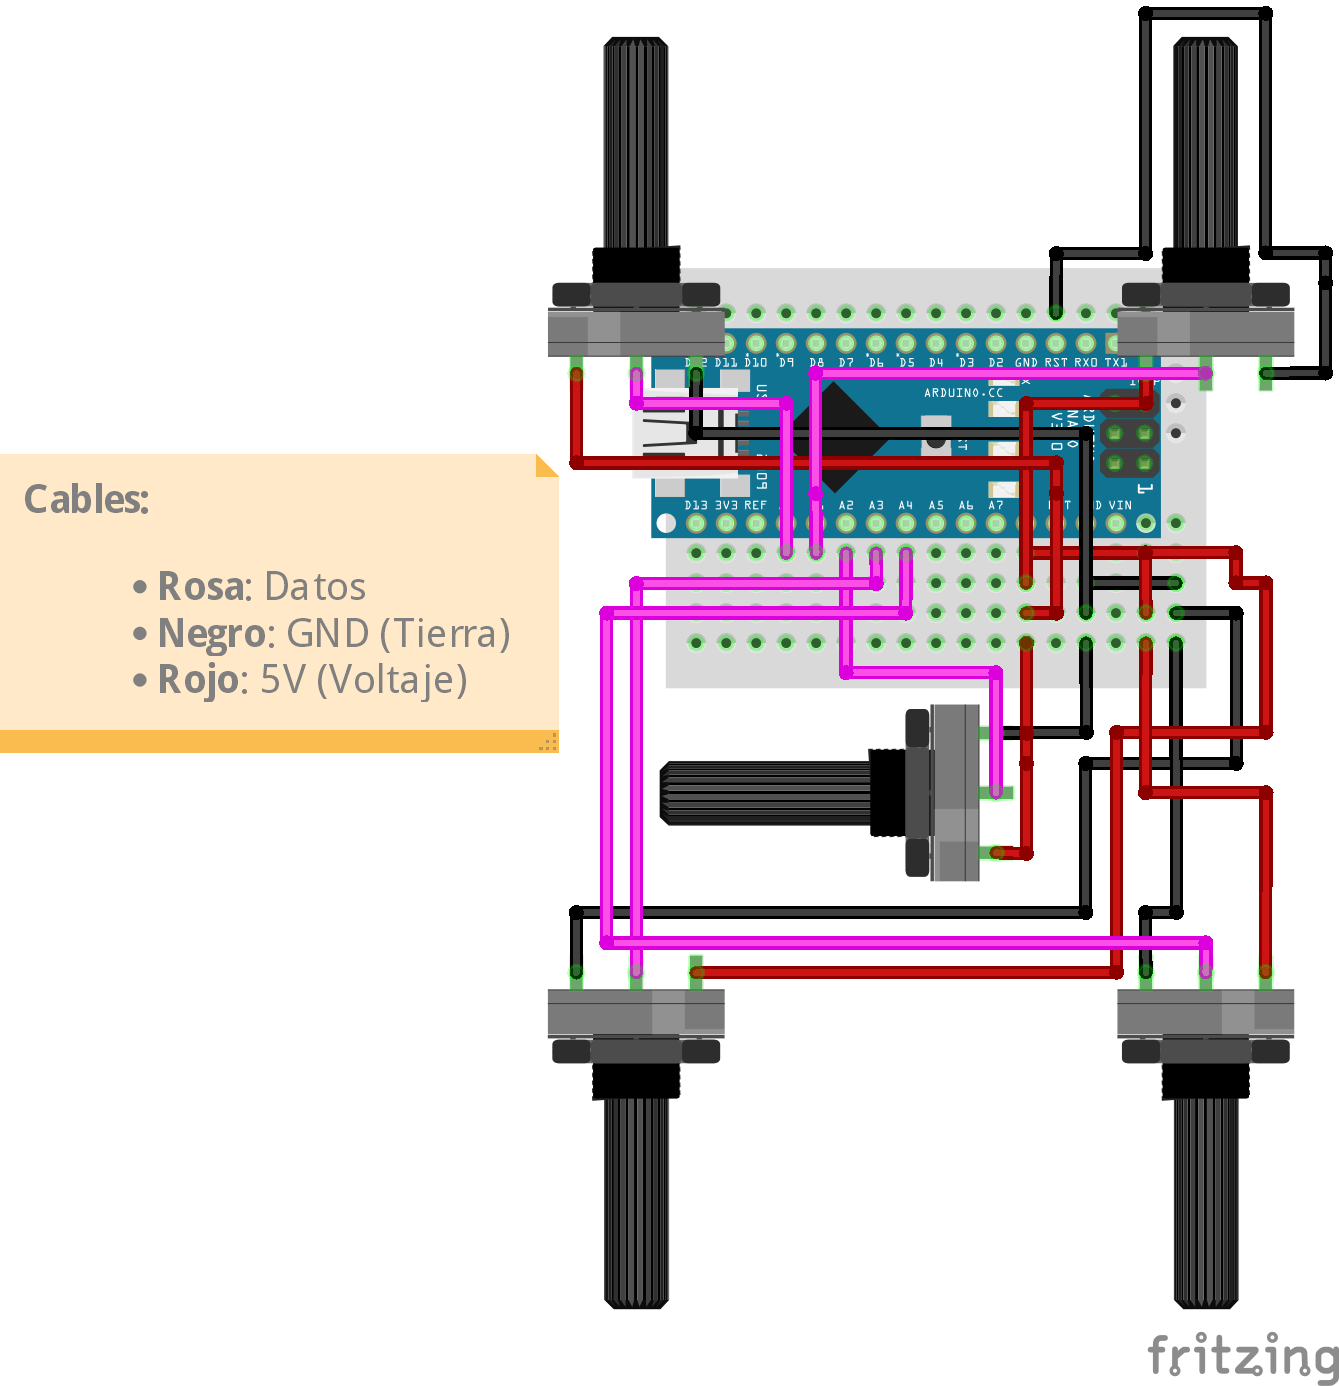 D11 D10 D9 D8 D7 D6 D5 D4 D3 D2 GND RST RX0 TX1
ARDUINO.CC
1
D13 3V3 REF A2 A3 A4 A5 A6 A7 VIN
Cables:
• Rosa: Datos
• Negro: GND (Tierra)
• Rojo: 5V (Voltaje)
fritzing